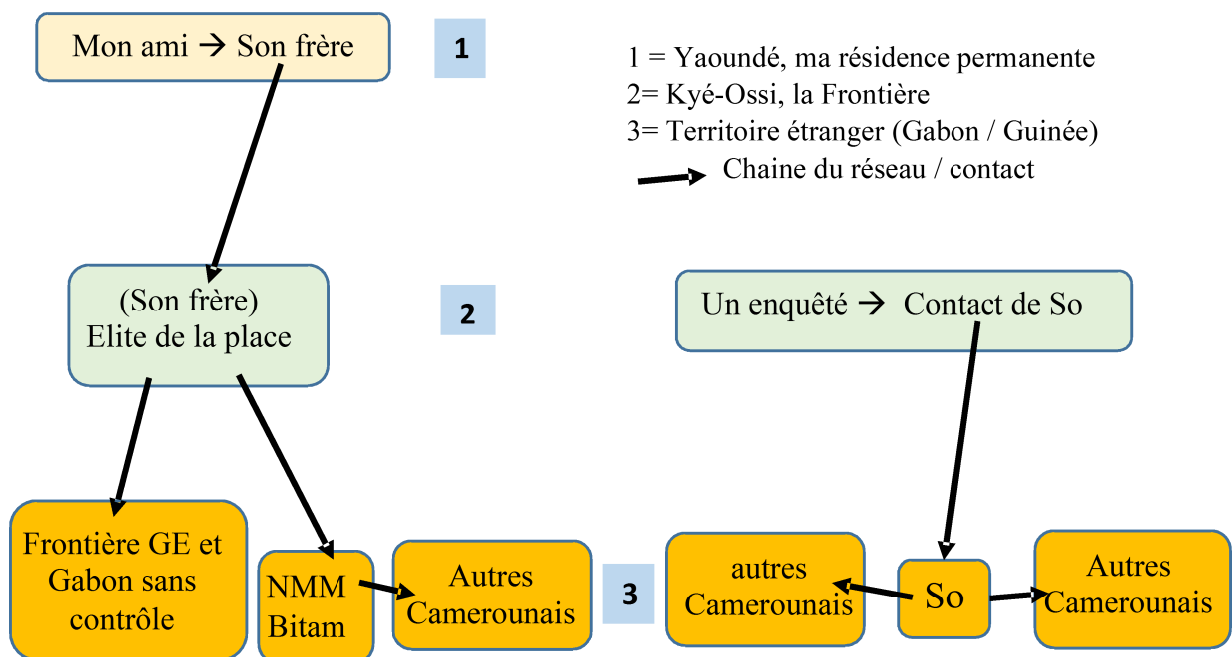 Mon ami → Son frère
1
1 = Yaoundé, ma résidence permanente
2= Kyé-Ossi, la Frontière
3= Territoire étranger (Gabon / Guinée)
Chaine du réseau / contact
(Son frère)
Elite de la place
2
Un enquêté → Contact de So
Frontière GE et
Gabon sans
contrôle
NMM
Bitam
Autres
Camerounais
3
autres
Camerounais
So
Autres
Camerounais